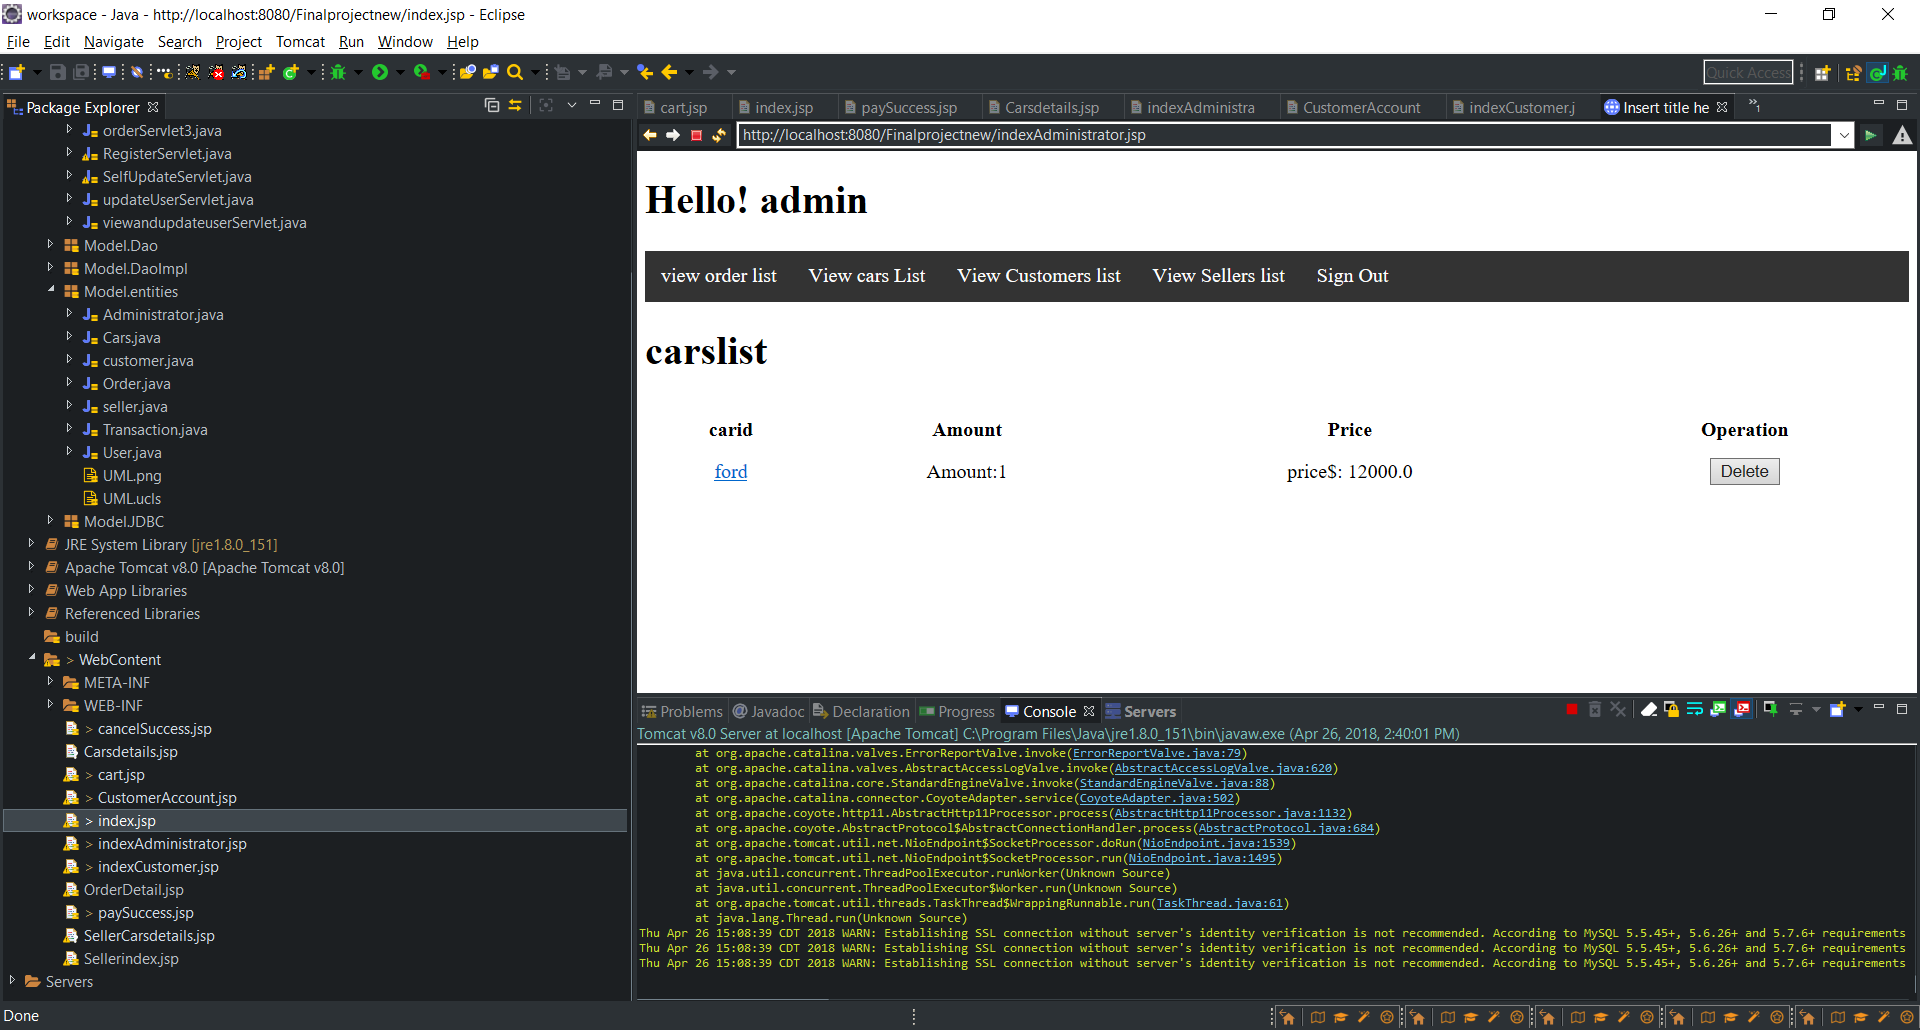 workspace - Java - http://localhost:8080/Finalprojectnew/index.jsp - Eclipse
File Edit Navigate Search Project Tomcat Run Window Help
Quick Access
Package Explorer
orderServlet3.java
RegisterServlet.java
SelfUpdateServlet.java
updateUserServlet.java
viewandupdateuserServlet.java
Model.Dao
Model.DaoImpl
Model.entities
Administrator.java
Cars.java
customer.java
Order.java
seller.java
Transaction.java
User.java
UML.png
UML.ucls
Model.JDBC
JRE System Library [jre1.8.0_151]
Apache Tomcat v8.0 [Apache Tomcat v8.0]
Web App Libraries
Referenced Libraries
build
> WebContent
META-INF
WEB-INF
> cancelSuccess.jsp
Carsdetails.jsp
> cart.jsp
> CustomerAccount.jsp
> index.jsp
> indexAdministrator.jsp
> indexCustomer.jsp
OrderDetail.jsp
> paySuccess.jsp
SellerCarsdetails.jsp
Sellerindex.jsp
Servers
cart.jsp index.jsp paySuccess.jsp Carsdetails.jsp indexAdministra CustomerAccount indexCustomer.j Insert title he »1
http://localhost:8080/Finalprojectnew/indexAdministrator.jsp
Hello! admin
view order list View cars List View Customers list View Sellers list Sign Out
carslist
carid Amount Price Operation
ford Amount:1 price$: 12000.0 Delete
Problems @ Javadoc Declaration Progress Console Servers
Tomcat v8.0 Server at localhost [Apache Tomcat] C:\Program Files\Java\jre1.8.0_151\bin\javaw.exe (Apr 26, 2018, 2:40:01 PM)
at org.apache.catalina.valves.ErrorReportValve.invoke(ErrorReportValve.java:79)
at org.apache.catalina.valves.AbstractAccessLogValve.invoke(AbstractAccessLogValve.java:620)
at org.apache.catalina.core.StandardEngineValve.invoke(StandardEngineValve.java:88)
at org.apache.catalina.connector.CoyoteAdapter.service(CoyoteAdapter.java:502)
at org.apache.coyote.http11.AbstractHttp11Processor.process(AbstractHttp11Processor.java:1132)
at org.apache.coyote.AbstractProtocol$AbstractConnectionHandler.process(AbstractProtocol.java:684)
at org.apache.tomcat.util.net.NioEndpoint$SocketProcessor.doRun(NioEndpoint.java:1539)
at org.apache.tomcat.util.net.NioEndpoint$SocketProcessor.run(NioEndpoint.java:1495)
at java.util.concurrent.ThreadPoolExecutor.runWorker(Unknown Source)
at java.util.concurrent.ThreadPoolExecutor$Worker.run(Unknown Source)
at org.apache.tomcat.util.threads.TaskThread$WrappingRunnable.run(TaskThread.java:61)
at java.lang.Thread.run(Unknown Source)
Thu Apr 26 15:08:39 CDT 2018 WARN: Establishing SSL connection without server's identity verification is not recommended. According to MySQL 5.5.45+, 5.6.26+ and 5.7.6+ requirements
Thu Apr 26 15:08:39 CDT 2018 WARN: Establishing SSL connection without server's identity verification is not recommended. According to MySQL 5.5.45+, 5.6.26+ and 5.7.6+ requirements
Thu Apr 26 15:08:39 CDT 2018 WARN: Establishing SSL connection without server's identity verification is not recommended. According to MySQL 5.5.45+, 5.6.26+ and 5.7.6+ requirements
Done